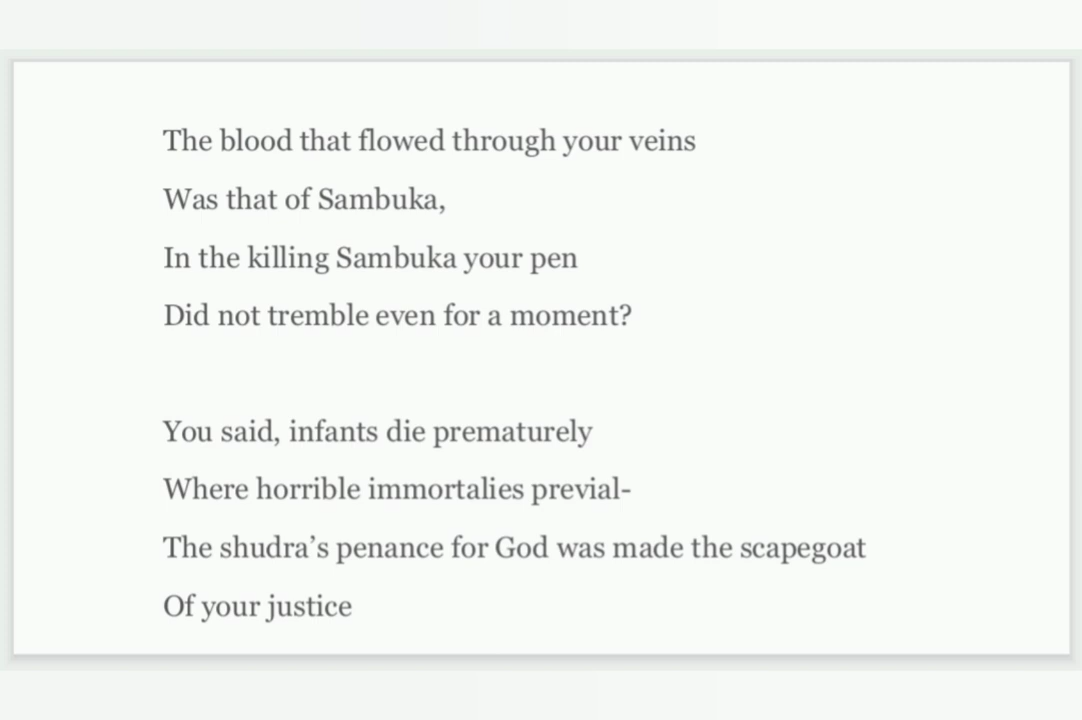 The blood that flowed through your veins
Was that of Sambuka,
In the killing Sambuka your pen
Did not tremble even for a moment?
You said, infants die prematurely
Where horrible immortalies previal-
The shudra’s penance for God was made the scapegoat
Of your justice